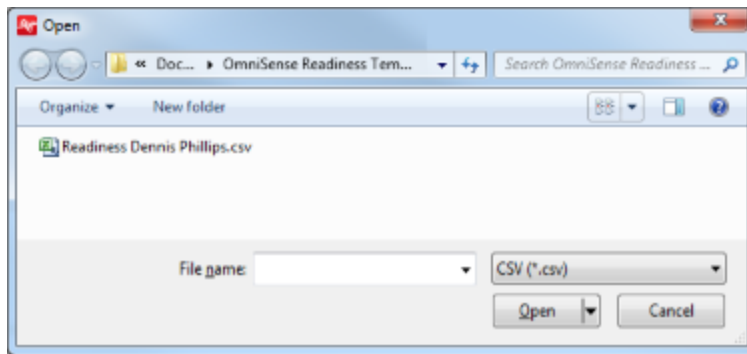 Open
« Doc... ▸ OmniSense Readiness Tem... Search OmniSense Readiness ...
Organize New folder
Readiness Dennis Phillips.csv
File name: CSV (*.csv)
Open Cancel